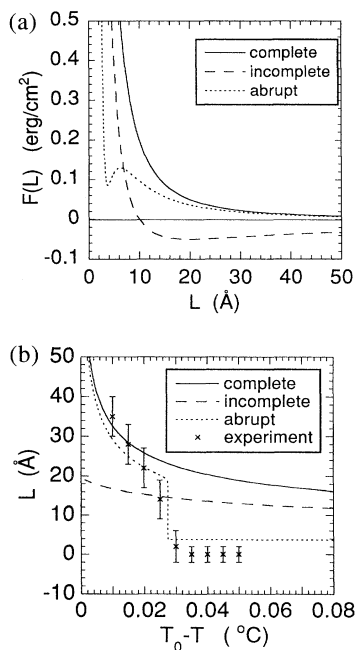 (a)
0.5
0.4
0.3
0.2
0.1
0
-0.1
F(L) (erg/cm²)
complete
incomplete
abrupt
0 10 20 30 40 50
L (Å)
(b)
50
40
30
20
10
0
-10
L (Å)
complete
incomplete
abrupt
experiment
0 0.02 0.04 0.06 0.08
T₀-T (°C)